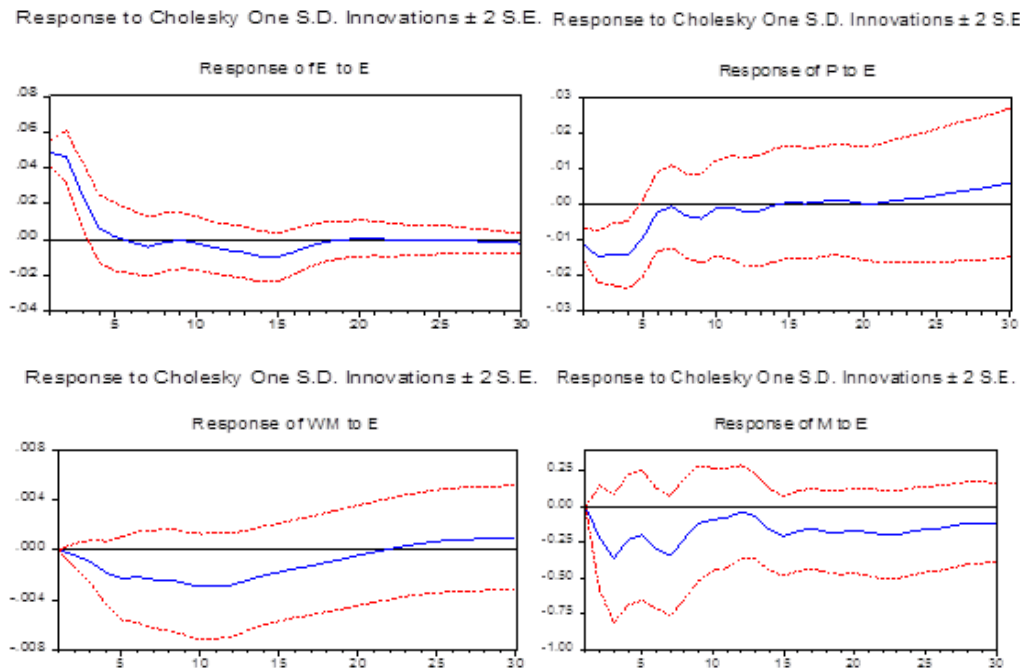 Response to Cholesky One S.D. Innovations ± 2 S.E.
Response of E to E
.08
.06
.04
.02
.00
-.02
-.04
5 10 15 20 25 30
Response to Cholesky One S.D. Innovations ± 2 S.E
Response of P to E
.03
.02
.01
.00
-.01
-.02
-.03
5 10 15 20 25 30
Response to Cholesky One S.D. Innovations ± 2 S.E.
Response of WM to E
.008
.004
.000
-.004
-.008
5 10 15 20 25 30
Response to Cholesky One S.D. Innovations ± 2 S.E.
Response of M to E
0.25
0.00
-0.25
-0.50
-0.75
-1.00
5 10 15 20 25 30